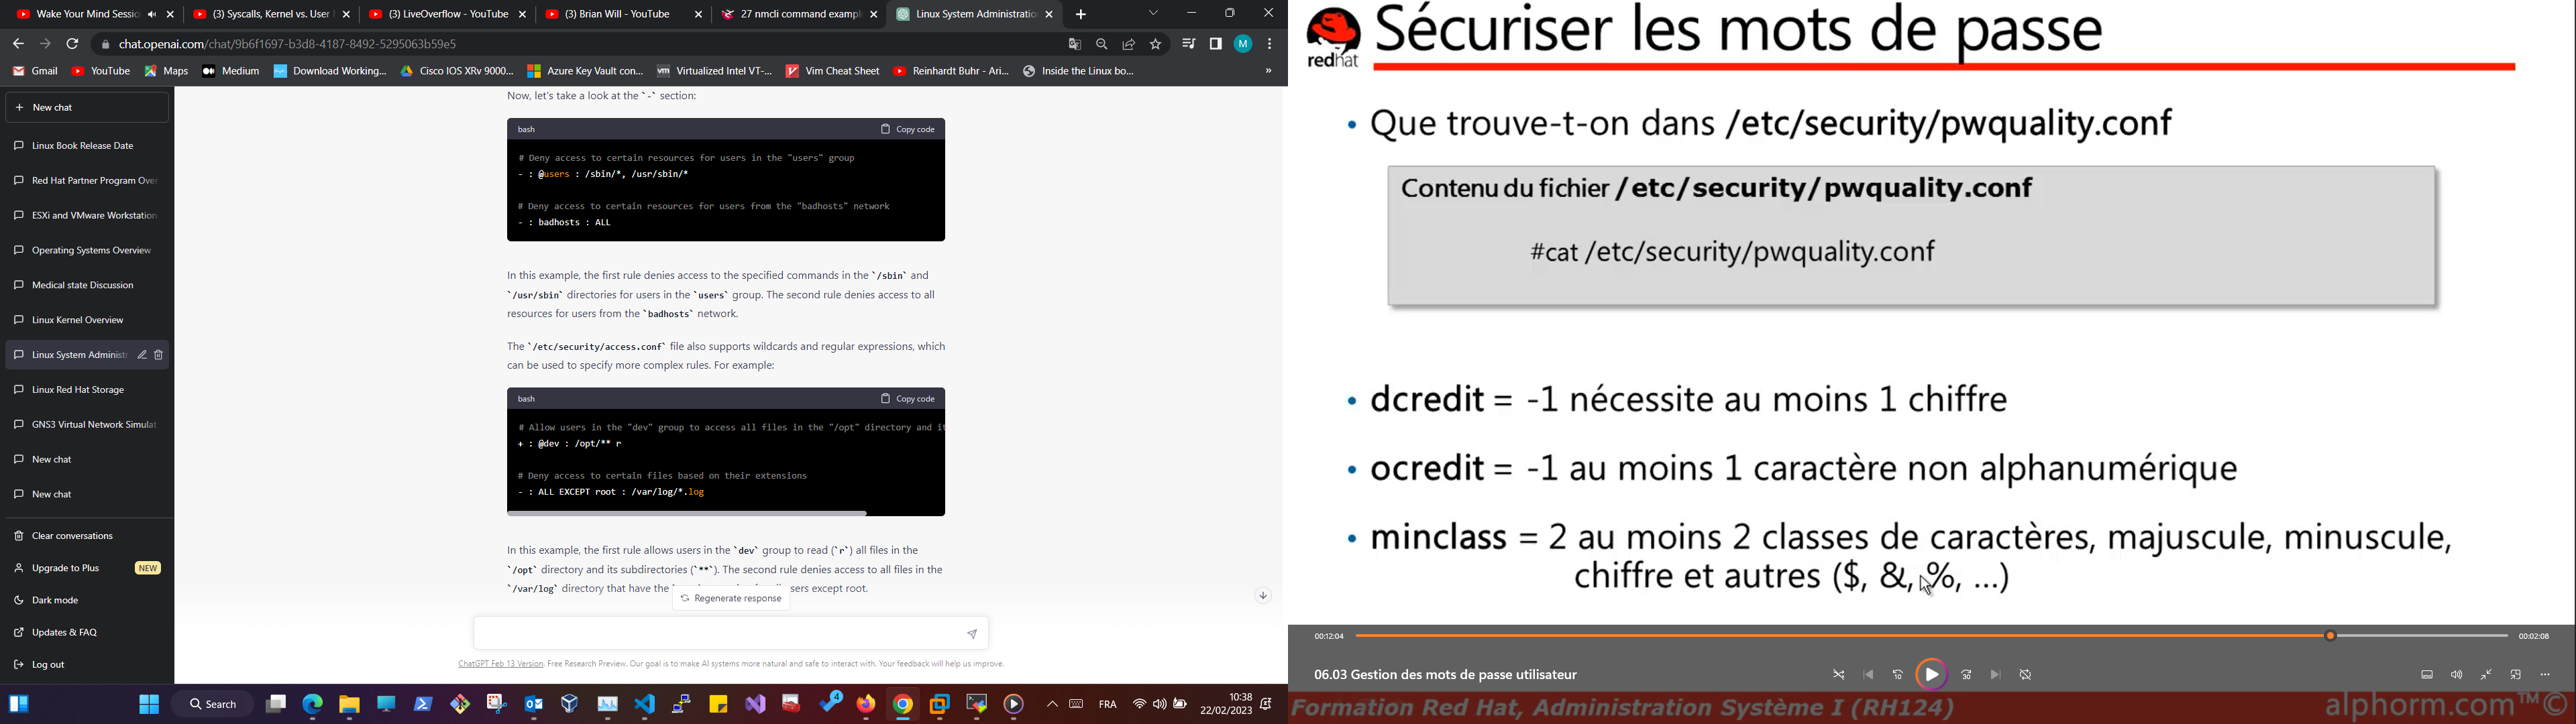 Wake Your Mind Sessio
(3) Syscalls, Kernel vs. User
(3) LiveOverflow - YouTube
(3) Brian Will - YouTube
27 nmcli command exampl
Linux System Administratio
chat.openai.com/chat/9b6f1697-b3d8-4187-8492-5295063b59e5
M
Gmail
YouTube
Maps
Medium
Download Working...
Cisco IOS XRv 9000...
Azure Key Vault con...
Virtualized Intel VT-...
Vim Cheat Sheet
Reinhardt Buhr - Ari...
Inside the Linux bo...
»
+ New chat
Linux Book Release Date
Red Hat Partner Program Over
ESXi and VMware Workstation
Operating Systems Overview
Medical state Discussion
Linux Kernel Overview
Linux System Administr
Linux Red Hat Storage
GNS3 Virtual Network Simulat
New chat
New chat
Clear conversations
Upgrade to Plus NEW
Dark mode
Updates & FAQ
Log out
Now, let's take a look at the `-` section:
bash Copy code
# Deny access to certain resources for users in the "users" group
- : @users : /sbin/*, /usr/sbin/*
# Deny access to certain resources for users from the "badhosts" network
- : badhosts : ALL
In this example, the first rule denies access to the specified commands in the `/sbin` and
`/usr/sbin` directories for users in the `users` group. The second rule denies access to all
resources for users from the `badhosts` network.
The `/etc/security/access.conf` file also supports wildcards and regular expressions, which
can be used to specify more complex rules. For example:
bash Copy code
# Allow users in the "dev" group to access all files in the "/opt" directory and it
+ : @dev : /opt/** r
# Deny access to certain files based on their extensions
- : ALL EXCEPT root : /var/log/*.log
In this example, the first rule allows users in the `dev` group to read (`r`) all files in the
`/opt` directory and its subdirectories (`**`). The second rule denies access to all files in the
`/var/log` directory that have the sers except root.
Regenerate response
ChatGPT Feb 13 Version. Free Research Preview. Our goal is to make AI systems more natural and safe to interact with. Your feedback will help us improve.
Search
4
FRA
10:38
22/02/2023
redhat
Sécuriser les mots de passe
• Que trouve-t-on dans /etc/security/pwquality.conf
Contenu du fichier /etc/security/pwquality.conf
#cat /etc/security/pwquality.conf
• dcredit = -1 nécessite au moins 1 chiffre
• ocredit = -1 au moins 1 caractère non alphanumérique
• minclass = 2 au moins 2 classes de caractères, majuscule, minuscule,
chiffre et autres ($, &, %, ...)
00:12:04
00:02:08
06.03 Gestion des mots de passe utilisateur
10
30
Formation Red Hat, Administration Système I (RH124)
alphorm.com™©